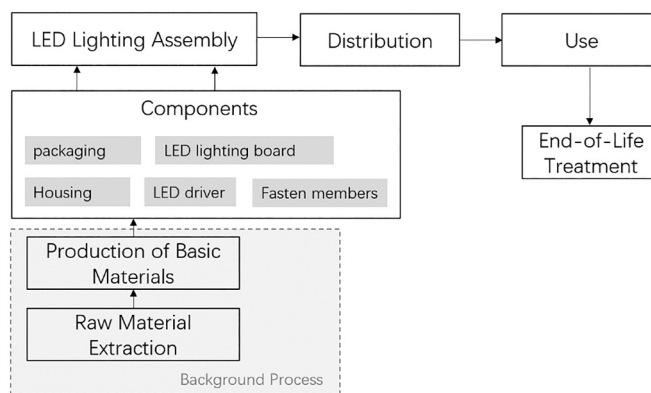 LED Lighting Assembly
Distribution
Use
Components
packaging
LED lighting board
Housing
LED driver
Fasten members
End-of-Life
Treatment
Production of Basic
Materials
Raw Material
Extraction
Background Process